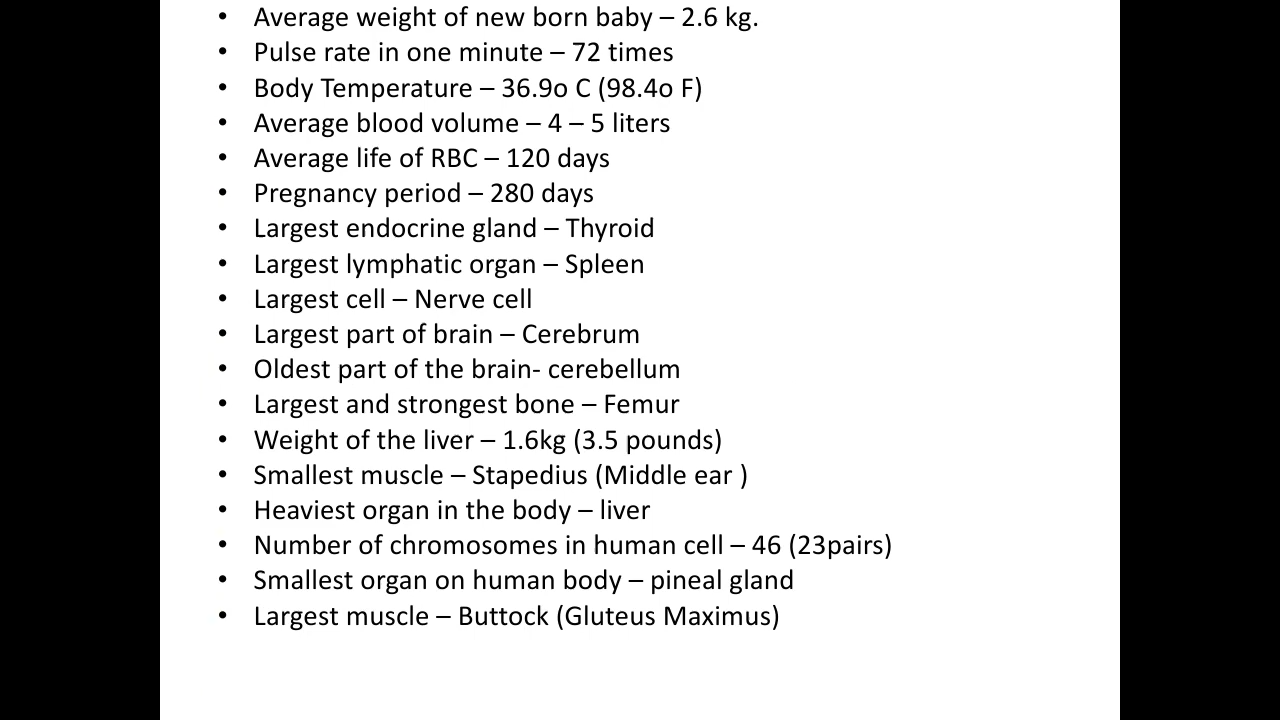 • Average weight of new born baby – 2.6 kg.
• Pulse rate in one minute – 72 times
• Body Temperature – 36.9o C (98.4o F)
• Average blood volume – 4 – 5 liters
• Average life of RBC – 120 days
• Pregnancy period – 280 days
• Largest endocrine gland – Thyroid
• Largest lymphatic organ – Spleen
• Largest cell – Nerve cell
• Largest part of brain – Cerebrum
• Oldest part of the brain- cerebellum
• Largest and strongest bone – Femur
• Weight of the liver – 1.6kg (3.5 pounds)
• Smallest muscle – Stapedius (Middle ear )
• Heaviest organ in the body – liver
• Number of chromosomes in human cell – 46 (23pairs)
• Smallest organ on human body – pineal gland
• Largest muscle – Buttock (Gluteus Maximus)